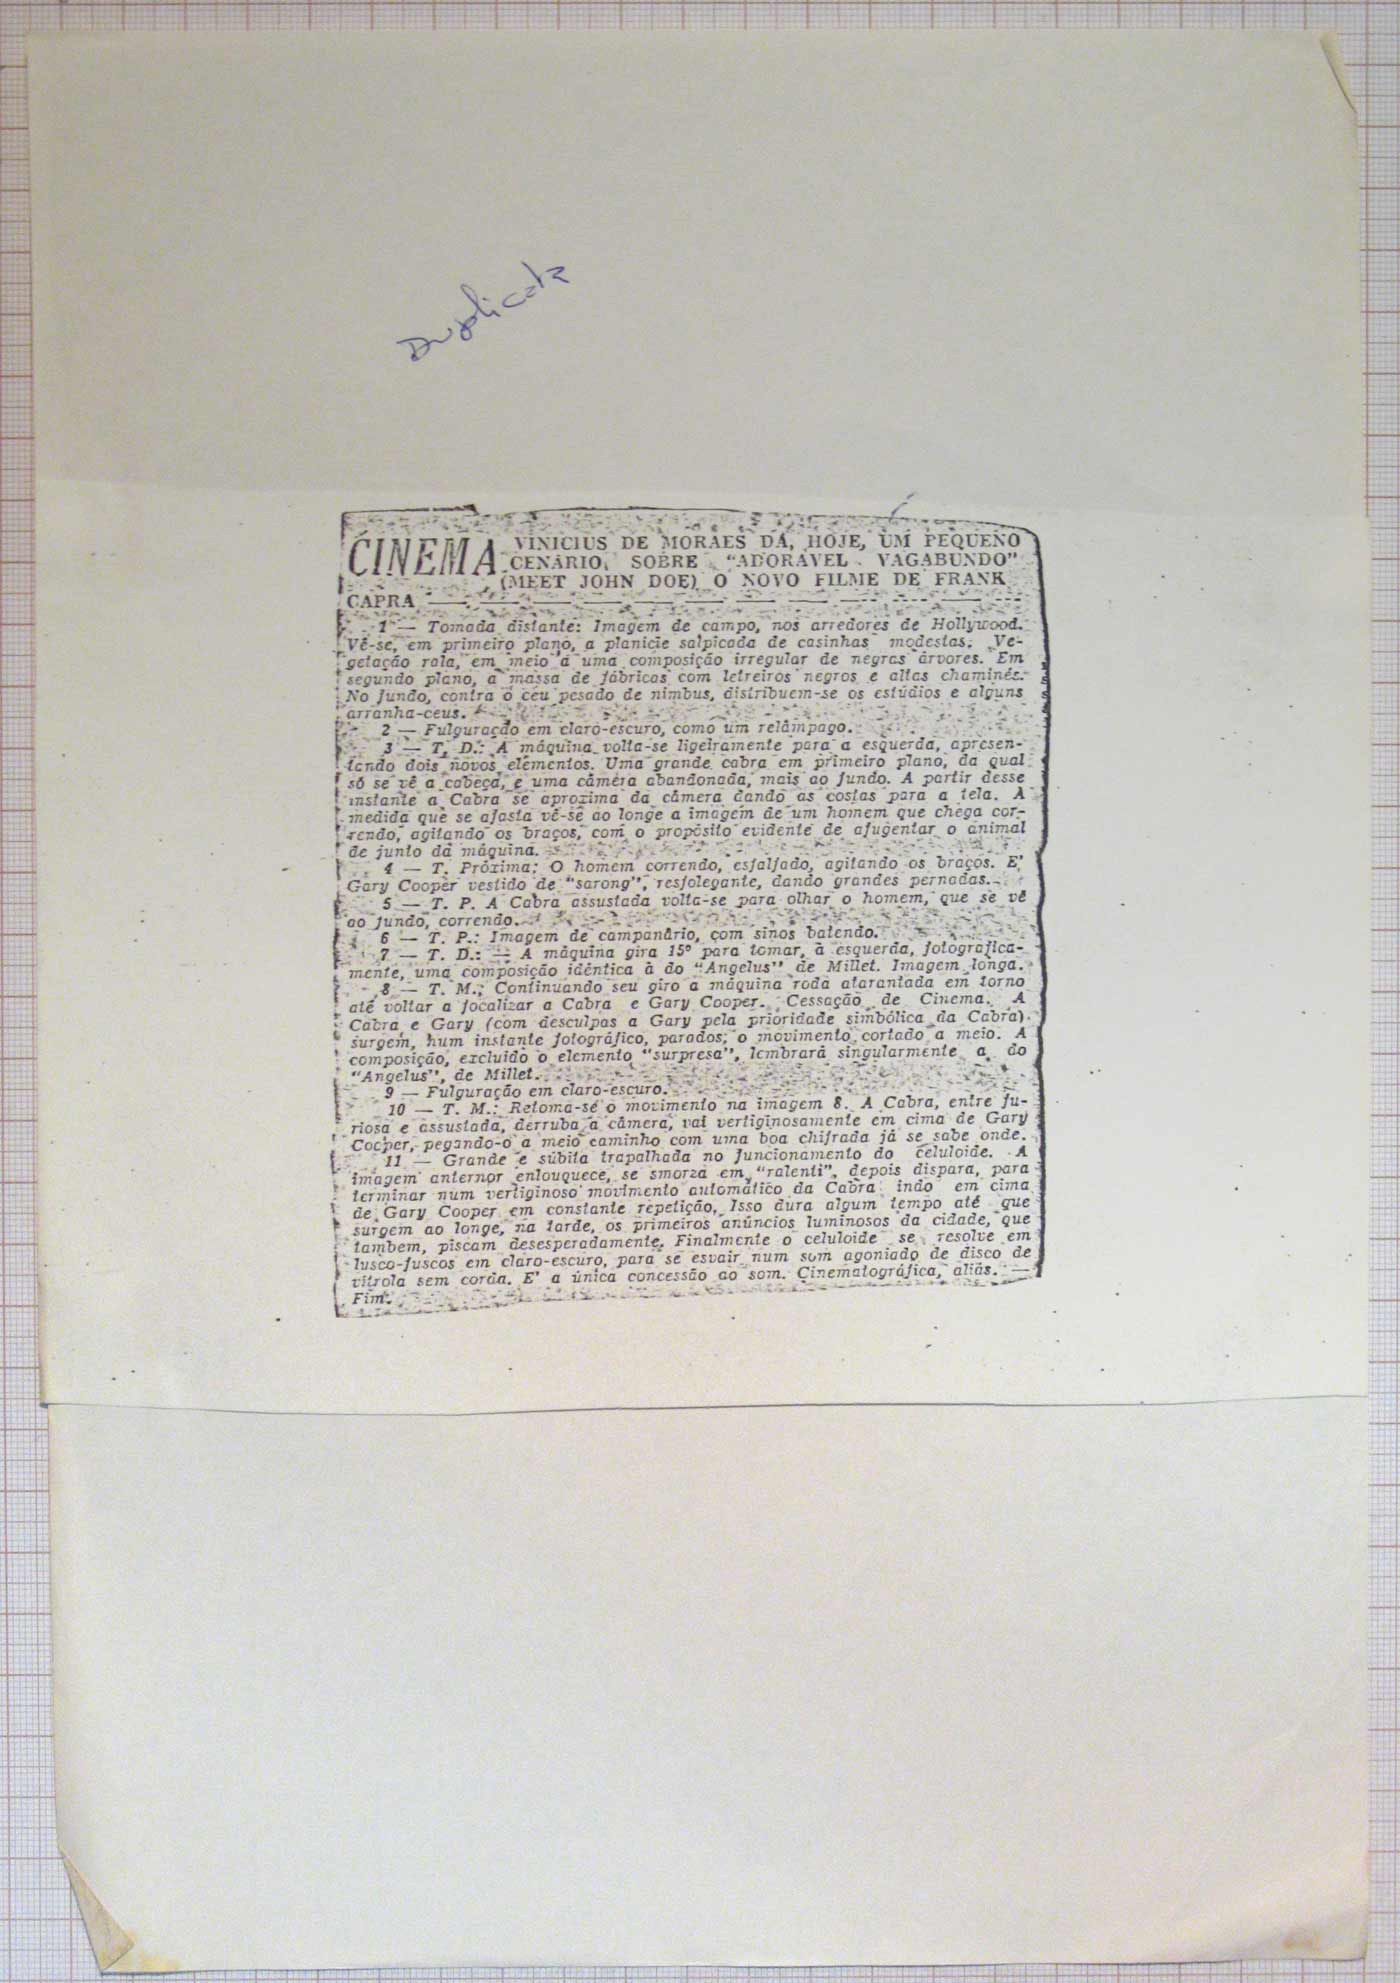 Duplicata
CINEMA VINICIUS DE MORAES DÁ, HOJE, UM PEQUENO
CENÁRIO, SOBRE "ADORÁVEL VAGABUNDO"
(MEET JOHN DOE) O NOVO FILME DE FRANK
CAPRA
1 — Tomada distante: Imagem de campo, nos arredores de Hollywood.
Vê-se, em primeiro plano, a planicie salpicada de casinhas modestas. Ve-
getação rala, em meio á uma composição irregular de negras árvores. Em
segundo plano, a massa de fábricas com letreiros negros e altas chaminés.
No fundo, contra o céu pesado de nimbus, distribuem-se os estúdios e alguns
arranha-ceus.
2 — Fulguração em claro-escuro, como um relâmpago.
3 — T. D.: A máquina volta-se ligeiramente para a esquerda, apresen-
tando dois novos elementos. Uma grande cabra em primeiro plano, da qual
só se vê a cabeça, e uma câmera abandonada, mais ao fundo. A partir desse
instante a Cabra se aproxima da câmera dando as costas para a tela. A
medida que se afasta vê-se ao longe a imagem de um homem que chega cor-
rendo, agitando os braços, com o propósito evidente de afugentar o animal
de junto da máquina.
4 — T. Próxima: O homem correndo, esfalfado, agitando os braços. E'
Gary Cooper vestido de "sarong", resfolegante, dando grandes pernadas.
5 — T. P. A Cabra assustada volta-se para olhar o homem, que se vê
ao fundo, correndo.
6 — T. P.: Imagem de campanário, com sinos batendo.
7 — T. D.: — A máquina gira 15° para tomar, à esquerda, fotografica-
mente, uma composição idêntica à do "Angelus" de Millet. Imagem longa.
8 — T. M.: Continuando seu giro a máquina roda atarantada em torno
até voltar a focalizar a Cabra e Gary Cooper. Cessação de Cinema. A
Cabra e Gary (com desculpas a Gary pela prioridade simbólica da Cabra)
surgem, num instante fotográfico, parados; o movimento cortado a meio. A
composição, excluido o elemento "surpresa", lembrará singularmente a do
"Angelus", de Millet.
9 — Fulguração em claro-escuro.
10 — T. M.: Retoma-se o movimento na imagem 8. A Cabra, entre fu-
riosa e assustada, derruba a câmera, vai vertiginosamente em cima de Gary
Cooper, pegando-o a meio caminho com uma boa chifrada já se sabe onde.
11 — Grande e súbita trapalhada no funcionamento do celuloide. A
imagem anternor enlouquece, se smorza em "ralenti", depois dispara, para
terminar num vertiginoso movimento automático da Cabra indo em cima
de Gary Cooper em constante repetição. Isso dura algum tempo até que
surgem ao longe, na tarde, os primeiros anúncios luminosos da cidade, que
tambem, piscam desesperadamente. Finalmente o celuloide se resolve em
lusco-fuscos em claro-escuro, para se esvair num som agoniado de disco de
vitrola sem corda. E' a única concessão ao som. Cinematográfica, aliás. —
Fim.